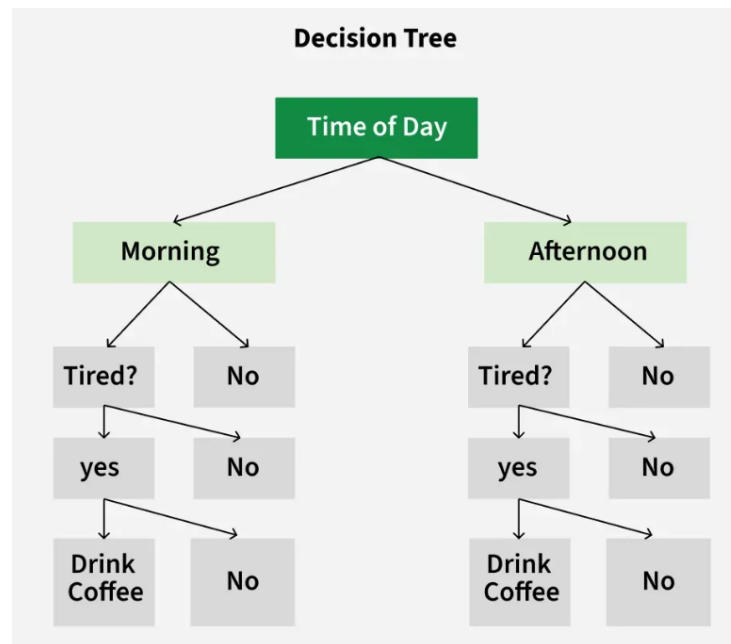 Decision Tree
Time of Day
Morning
Afternoon
Tired?
No
Tired?
No
yes
No
yes
No
Drink
Coffee
No
Drink
Coffee
No